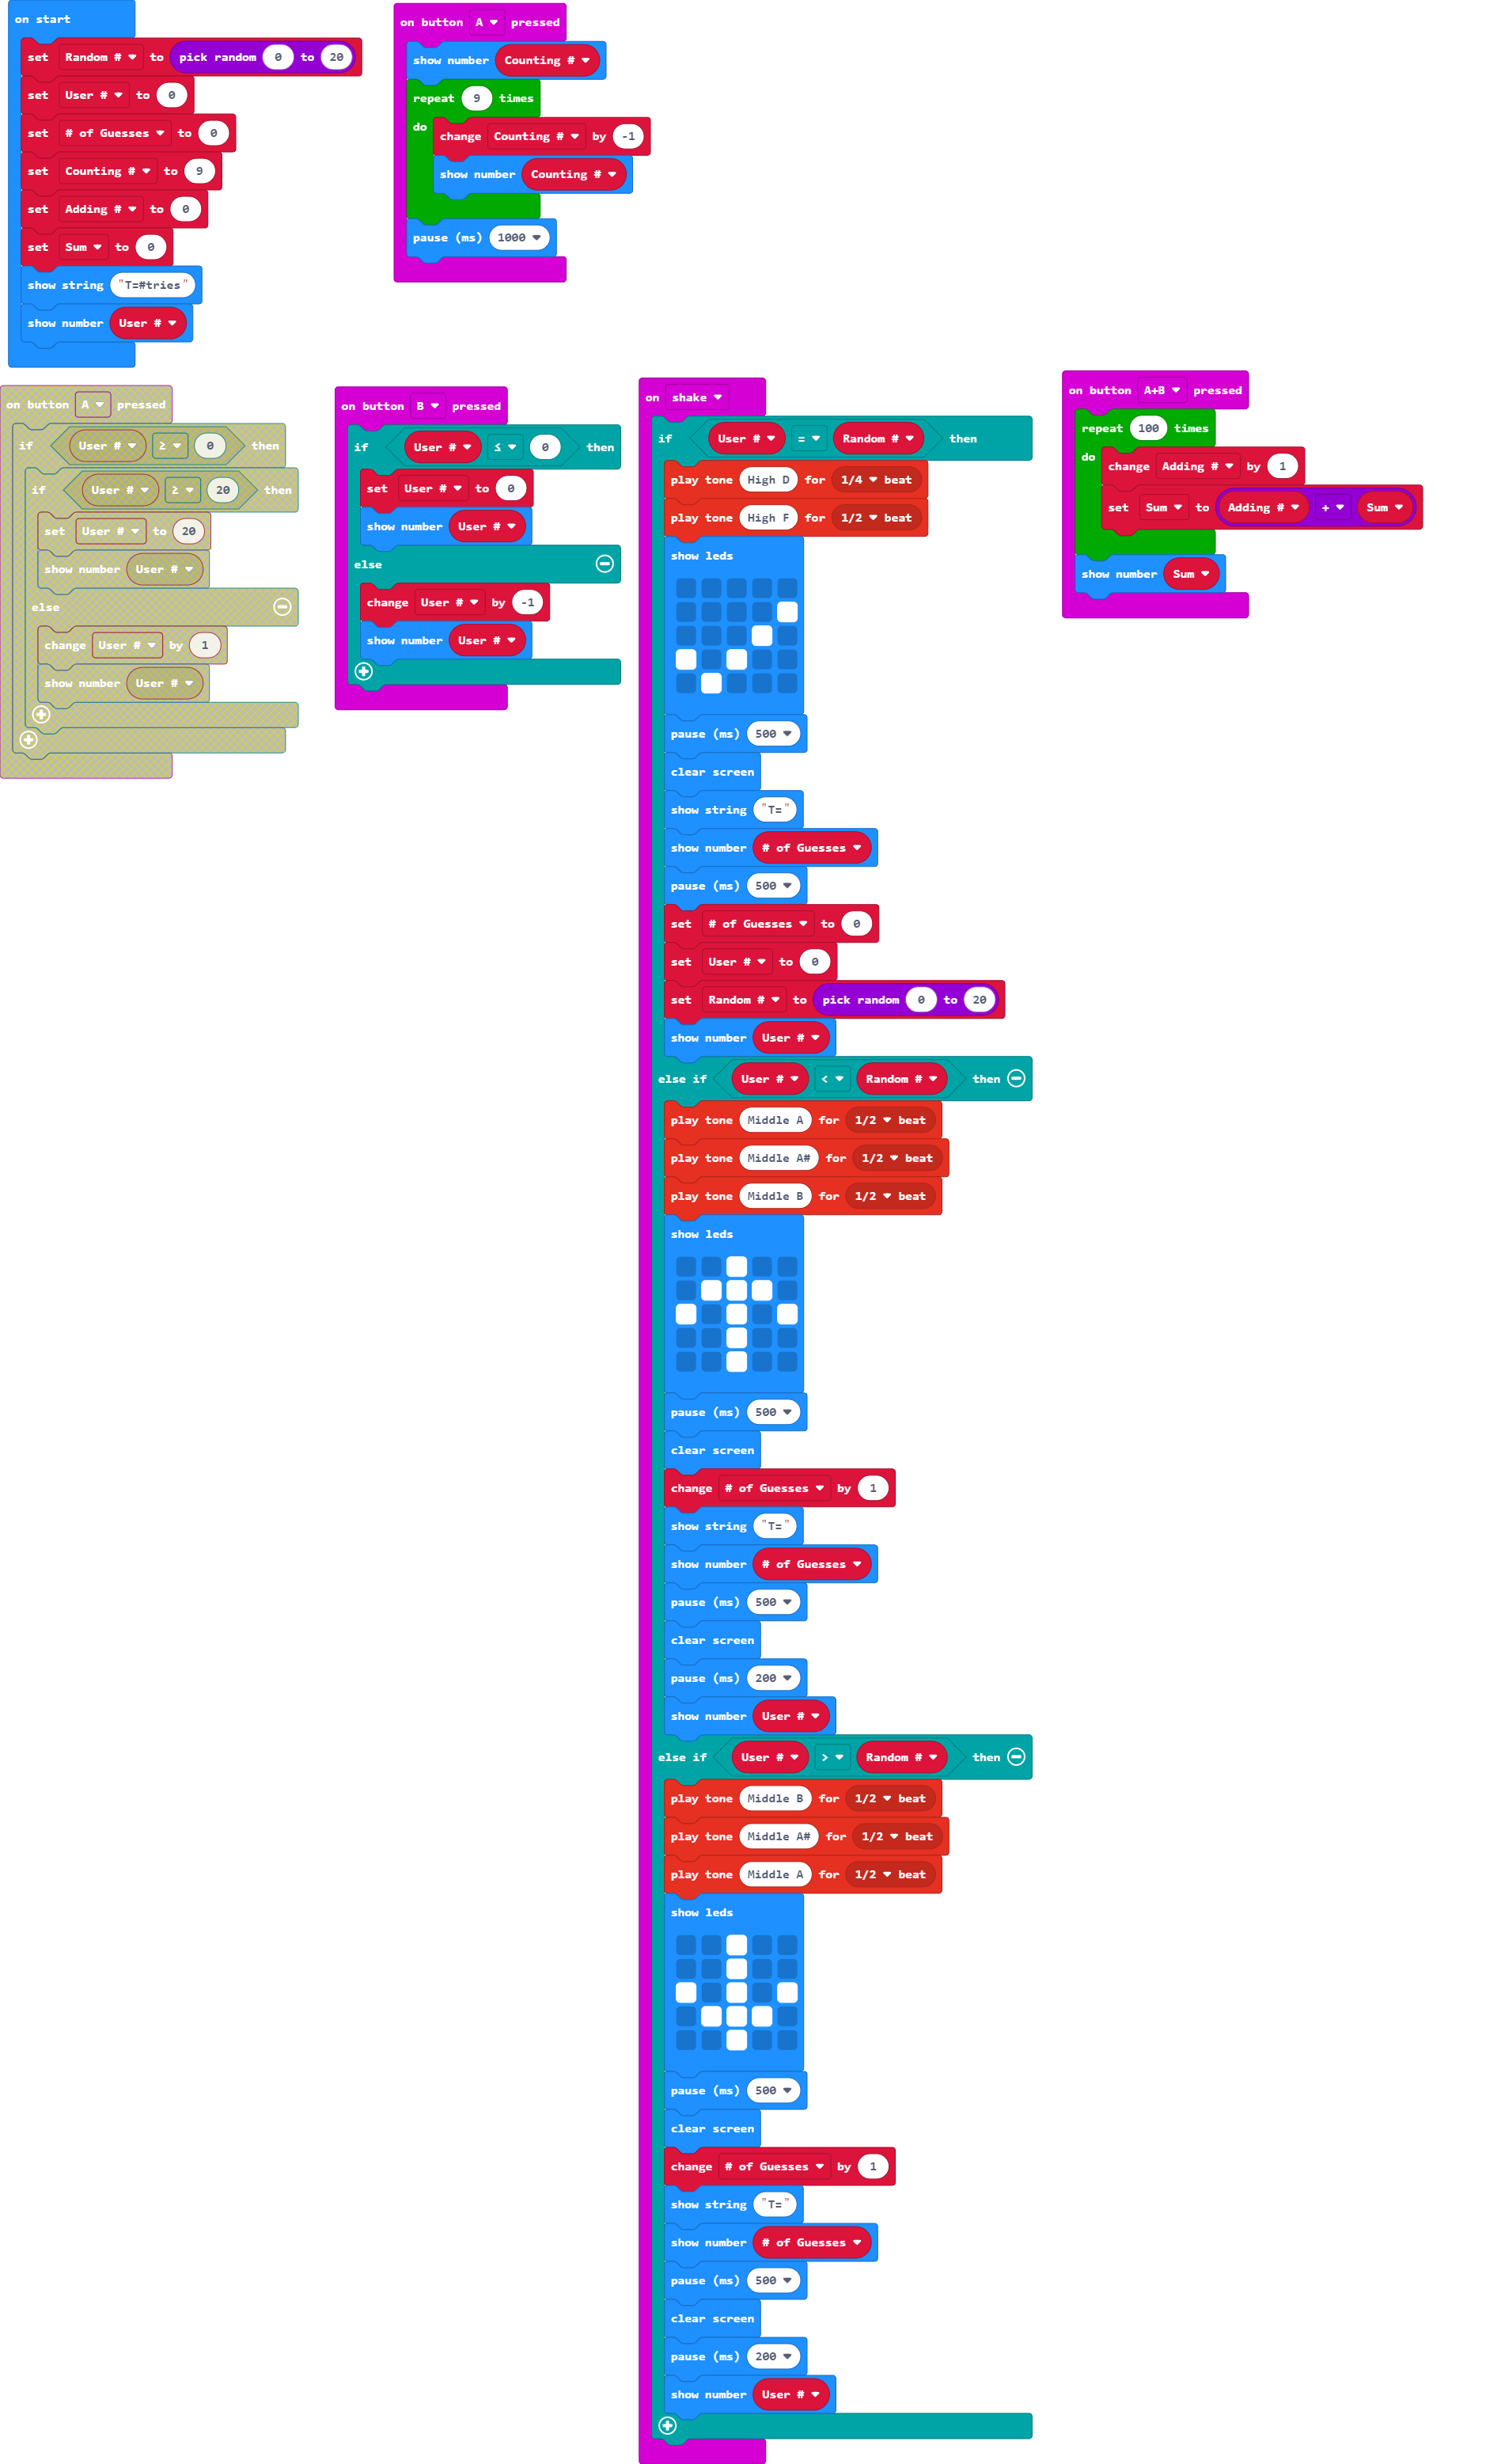 on start
set Random # to pick random 0 to 20
set User # to 0
set # of Guesses to 0
set Counting # to 9
set Adding # to 0
set Sum to 0
show string "T=#tries"
show number User #
on button A pressed
show number Counting #
repeat 9 times
do
change Counting # by -1
show number Counting #
pause (ms) 1000
on button A pressed
if User # ≥ 0 then
if User # ≥ 20 then
set User # to 20
show number User #
else
change User # by 1
show number User #
on button B pressed
if User # ≤ 0 then
set User # to 0
show number User #
else
change User # by -1
show number User #
on shake
if User # = Random # then
play tone High D for 1/4 beat
play tone High F for 1/2 beat
show leds
pause (ms) 500
clear screen
show string "T="
show number # of Guesses
pause (ms) 500
set # of Guesses to 0
set User # to 0
set Random # to pick random 0 to 20
show number User #
else if User # < Random # then
play tone Middle A for 1/2 beat
play tone Middle A# for 1/2 beat
play tone Middle B for 1/2 beat
show leds
pause (ms) 500
clear screen
change # of Guesses by 1
show string "T="
show number # of Guesses
pause (ms) 500
clear screen
pause (ms) 200
show number User #
else if User # > Random # then
play tone Middle B for 1/2 beat
play tone Middle A# for 1/2 beat
play tone Middle A for 1/2 beat
show leds
pause (ms) 500
clear screen
change # of Guesses by 1
show string "T="
show number # of Guesses
pause (ms) 500
clear screen
pause (ms) 200
show number User #
on button A+B pressed
repeat 100 times
do
change Adding # by 1
set Sum to Adding # + Sum
show number Sum